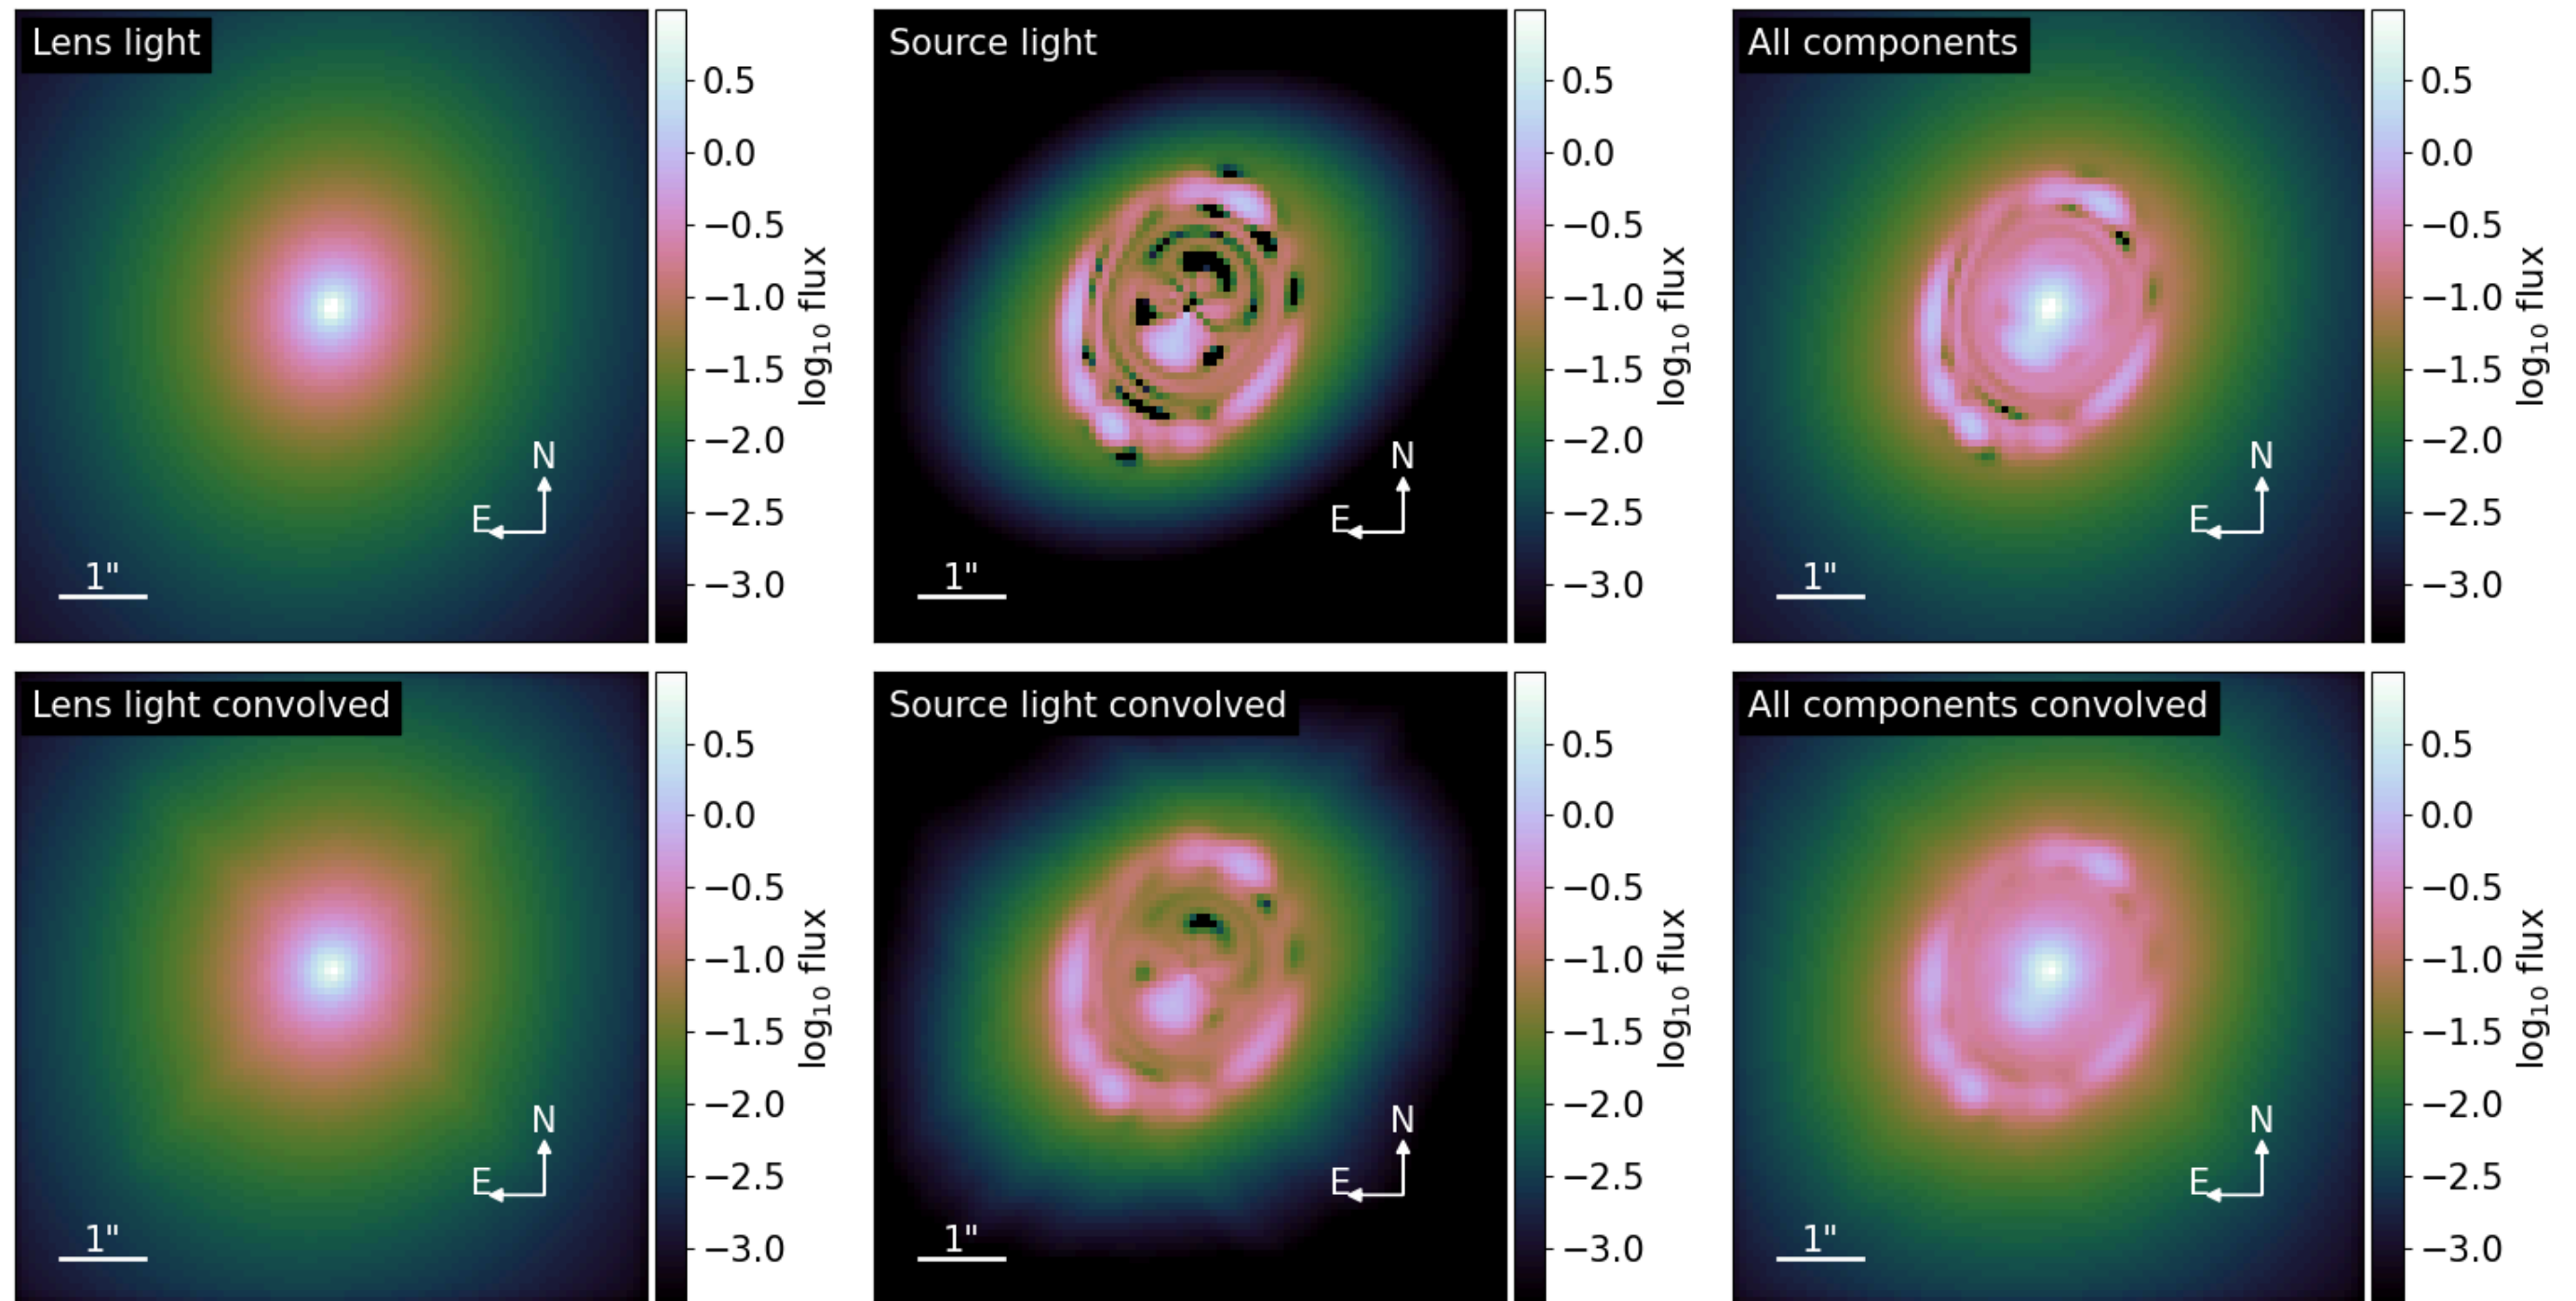 Lens light
N
E
1"
0.5
0.0
−0.5
−1.0
−1.5
−2.0
−2.5
−3.0
log10 flux
Source light
N
E
1"
0.5
0.0
−0.5
−1.0
−1.5
−2.0
−2.5
−3.0
log10 flux
All components
N
E
1"
0.5
0.0
−0.5
−1.0
−1.5
−2.0
−2.5
−3.0
log10 flux
Lens light convolved
N
E
1"
0.5
0.0
−0.5
−1.0
−1.5
−2.0
−2.5
−3.0
log10 flux
Source light convolved
N
E
1"
0.5
0.0
−0.5
−1.0
−1.5
−2.0
−2.5
−3.0
log10 flux
All components convolved
N
E
1"
0.5
0.0
−0.5
−1.0
−1.5
−2.0
−2.5
−3.0
log10 flux